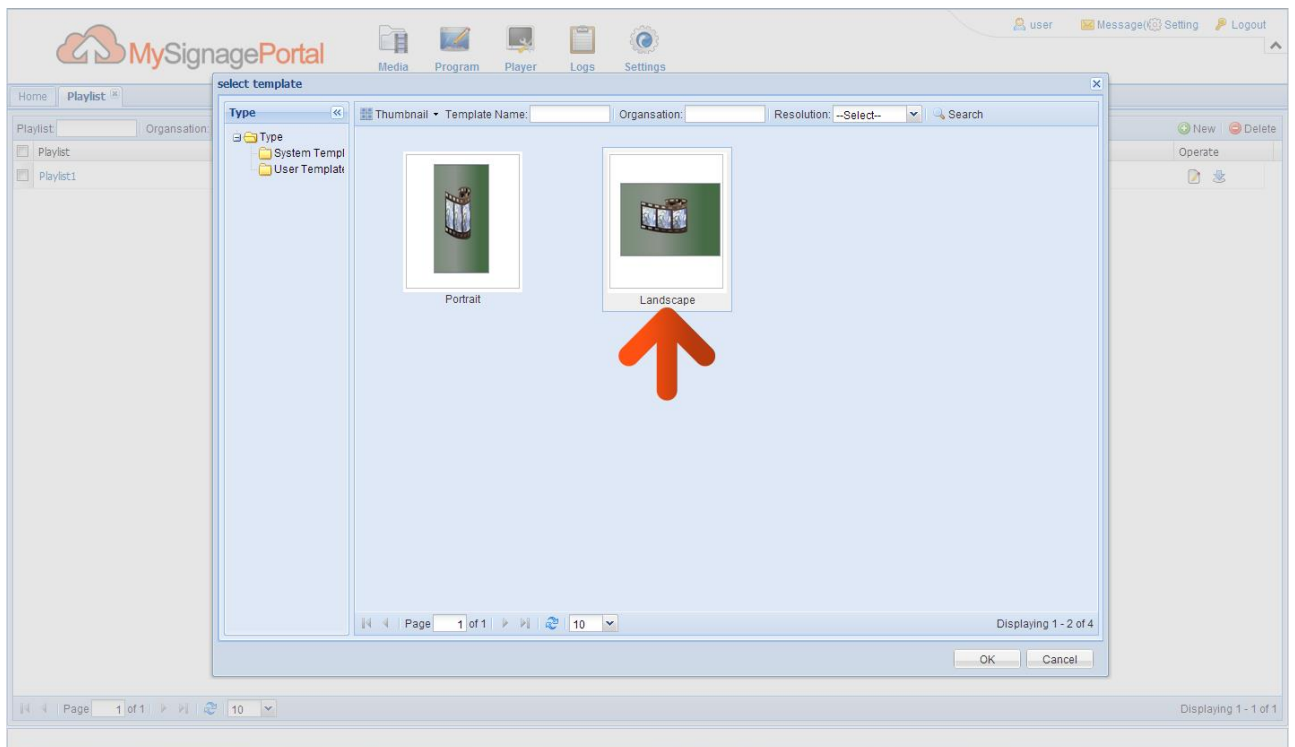 MySignagePortal
Media Program Player Logs Settings
user Message( Setting Logout
Home Playlist
Playlist: Organsation:
New Delete
Playlist Operate
Playlist1
select template
Type
Type
System Templ
User Template
Thumbnail Template Name: Organsation: Resolution: --Select-- Search
Portrait Landscape
Page 1 of 1 10 Displaying 1 - 2 of 4
OK Cancel
Page 1 of 1 10 Displaying 1 - 1 of 1